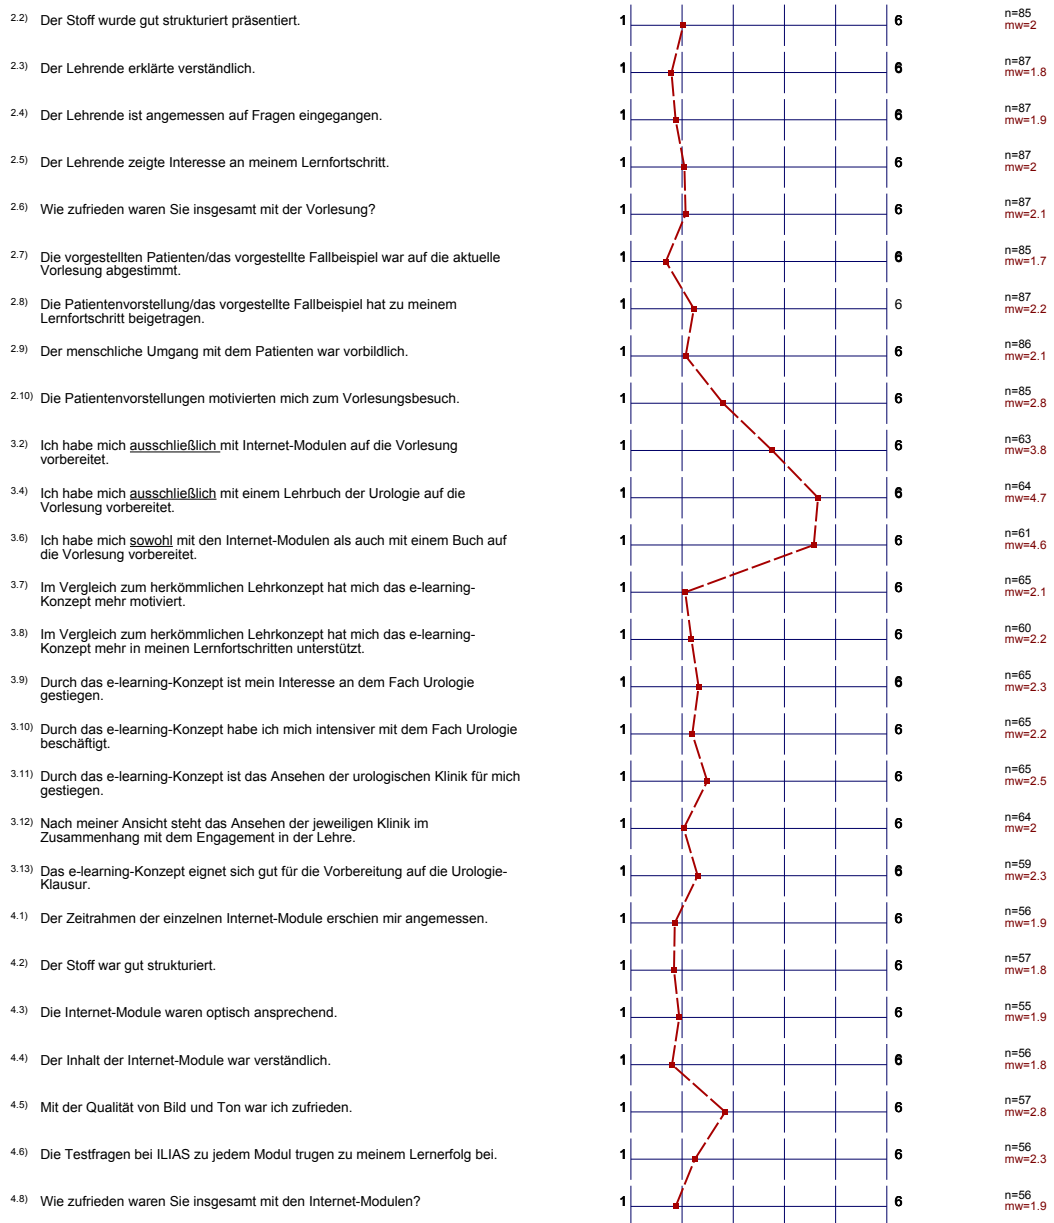 2.2) Der Stoff wurde gut strukturiert präsentiert. 1 6 n=85
mw=2
2.3) Der Lehrende erklärte verständlich. 1 6 n=87
mw=1.8
2.4) Der Lehrende ist angemessen auf Fragen eingegangen. 1 6 n=87
mw=1.9
2.5) Der Lehrende zeigte Interesse an meinem Lernfortschritt. 1 6 n=87
mw=2
2.6) Wie zufrieden waren Sie insgesamt mit der Vorlesung? 1 6 n=87
mw=2.1
2.7) Die vorgestellten Patienten/das vorgestellte Fallbeispiel war auf die aktuelle
Vorlesung abgestimmt. 1 6 n=85
mw=1.7
2.8) Die Patientenvorstellung/das vorgestellte Fallbeispiel hat zu meinem
Lernfortschritt beigetragen. 1 6 n=87
mw=2.2
2.9) Der menschliche Umgang mit dem Patienten war vorbildlich. 1 6 n=86
mw=2.1
2.10) Die Patientenvorstellungen motivierten mich zum Vorlesungsbesuch. 1 6 n=85
mw=2.8
3.2) Ich habe mich ausschließlich mit Internet-Modulen auf die Vorlesung
vorbereitet. 1 6 n=63
mw=3.8
3.4) Ich habe mich ausschließlich mit einem Lehrbuch der Urologie auf die
Vorlesung vorbereitet. 1 6 n=64
mw=4.7
3.6) Ich habe mich sowohl mit den Internet-Modulen als auch mit einem Buch auf
die Vorlesung vorbereitet. 1 6 n=61
mw=4.6
3.7) Im Vergleich zum herkömmlichen Lehrkonzept hat mich das e-learning-
Konzept mehr motiviert. 1 6 n=65
mw=2.1
3.8) Im Vergleich zum herkömmlichen Lehrkonzept hat mich das e-learning-
Konzept mehr in meinen Lernfortschritten unterstützt. 1 6 n=60
mw=2.2
3.9) Durch das e-learning-Konzept ist mein Interesse an dem Fach Urologie
gestiegen. 1 6 n=65
mw=2.3
3.10) Durch das e-learning-Konzept habe ich mich intensiver mit dem Fach Urologie
beschäftigt. 1 6 n=65
mw=2.2
3.11) Durch das e-learning-Konzept ist das Ansehen der urologischen Klinik für mich
gestiegen. 1 6 n=65
mw=2.5
3.12) Nach meiner Ansicht steht das Ansehen der jeweiligen Klinik im
Zusammenhang mit dem Engagement in der Lehre. 1 6 n=64
mw=2
3.13) Das e-learning-Konzept eignet sich gut für die Vorbereitung auf die Urologie-
Klausur. 1 6 n=59
mw=2.3
4.1) Der Zeitrahmen der einzelnen Internet-Module erschien mir angemessen. 1 6 n=56
mw=1.9
4.2) Der Stoff war gut strukturiert. 1 6 n=57
mw=1.8
4.3) Die Internet-Module waren optisch ansprechend. 1 6 n=55
mw=1.9
4.4) Der Inhalt der Internet-Module war verständlich. 1 6 n=56
mw=1.8
4.5) Mit der Qualität von Bild und Ton war ich zufrieden. 1 6 n=57
mw=2.8
4.6) Die Testfragen bei ILIAS zu jedem Modul trugen zu meinem Lernerfolg bei. 1 6 n=56
mw=2.3
4.8) Wie zufrieden waren Sie insgesamt mit den Internet-Modulen? 1 6 n=56
mw=1.9